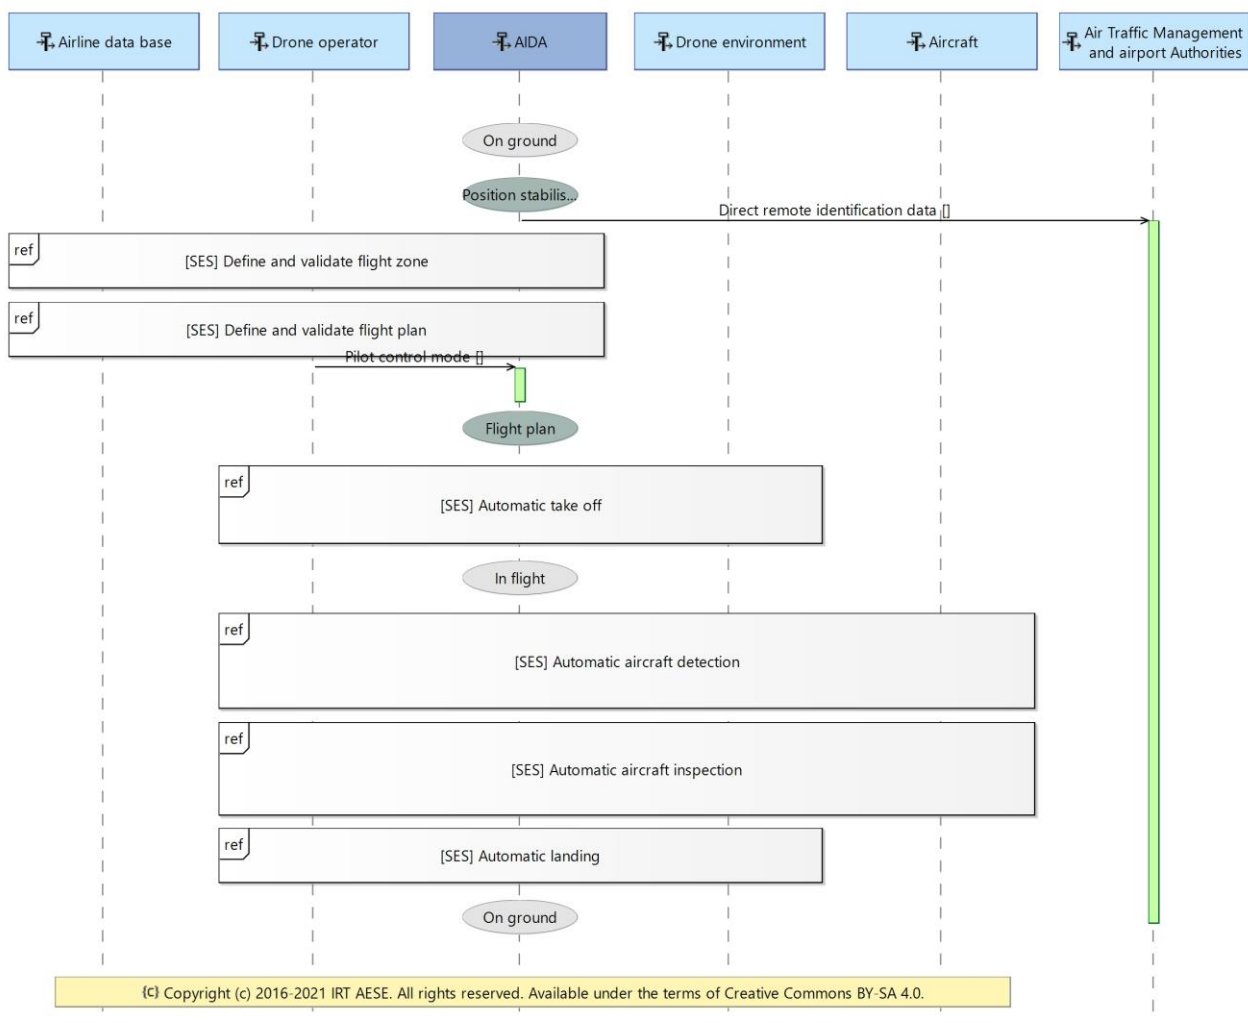 Airline data base
Drone operator
AIDA
Drone environment
Aircraft
Air Traffic Management
and airport Authorities
On ground
Position stabilis...
Direct remote identification data []
ref
[SES] Define and validate flight zone
ref
[SES] Define and validate flight plan
Pilot control mode []
Flight plan
ref
[SES] Automatic take off
In flight
ref
[SES] Automatic aircraft detection
ref
[SES] Automatic aircraft inspection
ref
[SES] Automatic landing
On ground
{c} Copyright (c) 2016-2021 IRT AESE. All rights reserved. Available under the terms of Creative Commons BY-SA 4.0.